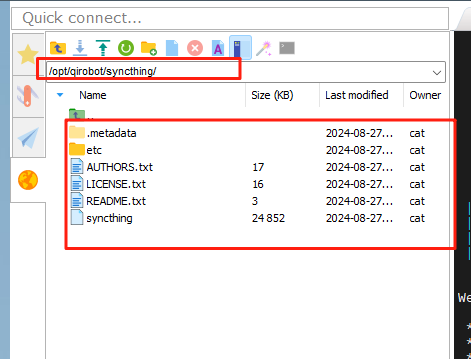 Quick connect...
/opt/qirobot/syncthing/
Name Size (KB) Last modified Owner
..
.metadata 2024-08-27... cat
etc 2024-08-27... cat
AUTHORS.txt 17 2024-08-27... cat
LICENSE.txt 16 2024-08-27... cat
README.txt 3 2024-08-27... cat
syncthing 24 852 2024-08-27... cat
We
*
*
*